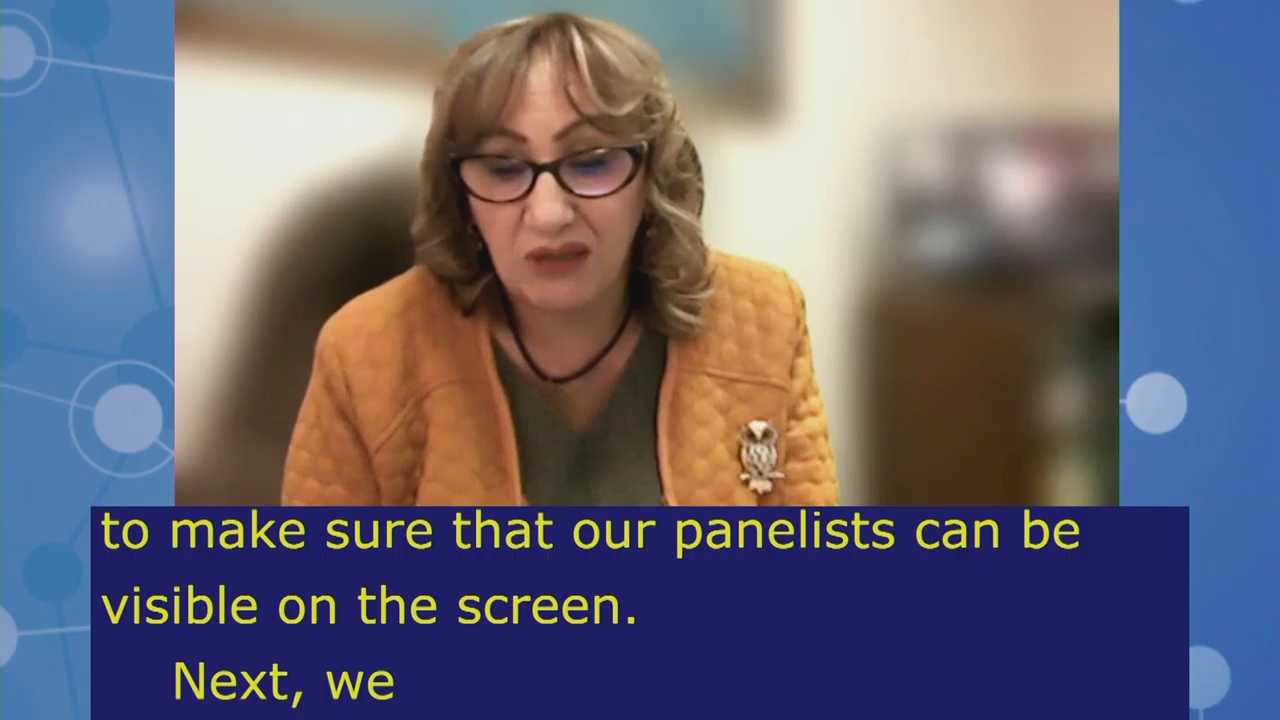 to make sure that our panelists can be
visible on the screen.
Next, we